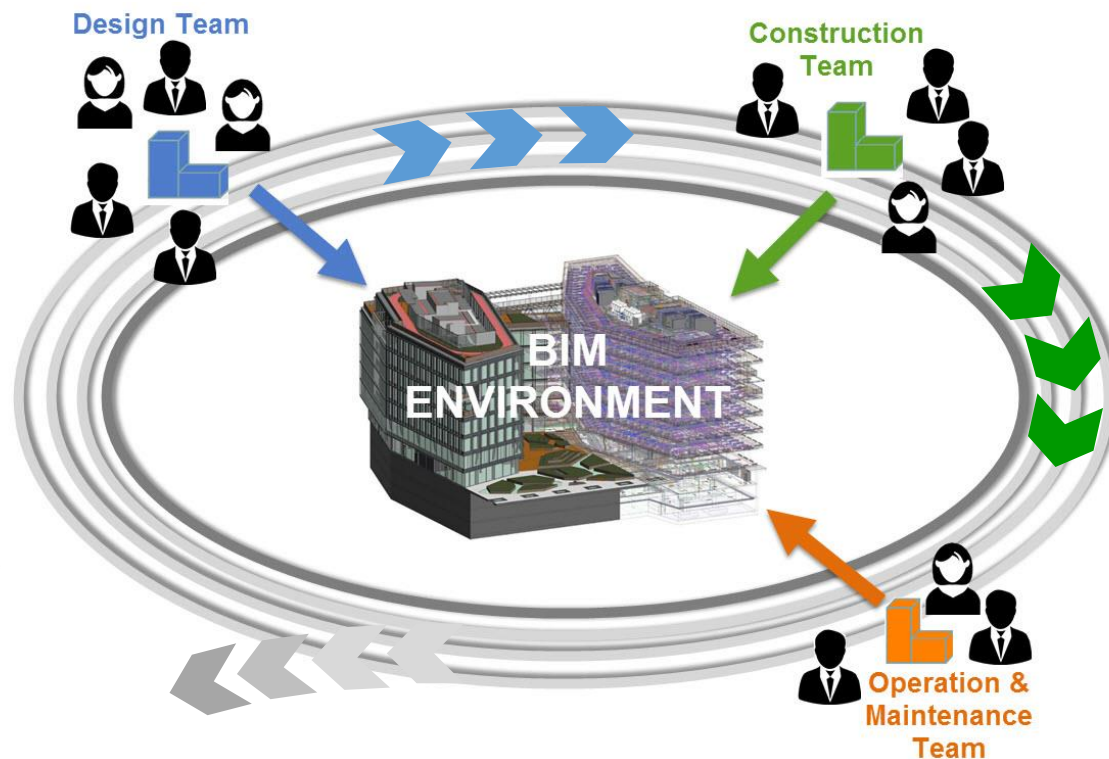 Design Team
Construction
Team
BIM
ENVIRONMENT
Operation &
Maintenance
Team